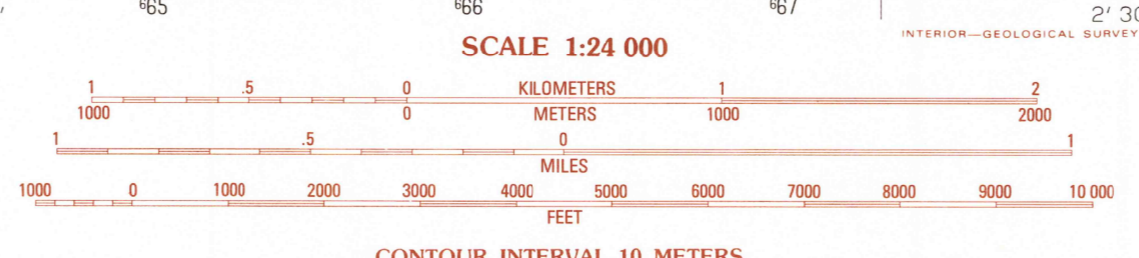 ⁶65 ⁶66 ⁶67 2′ 30
INTERIOR—GEOLOGICAL SURVEY
SCALE 1:24 000
1 .5 0 KILOMETERS 1 2
1000 0 METERS 1000 2000
1 .5 0 1
MILES
1000 0 1000 2000 3000 4000 5000 6000 7000 8000 9000 10 000
FEET
CONTOUR INTERVAL 10 METERS